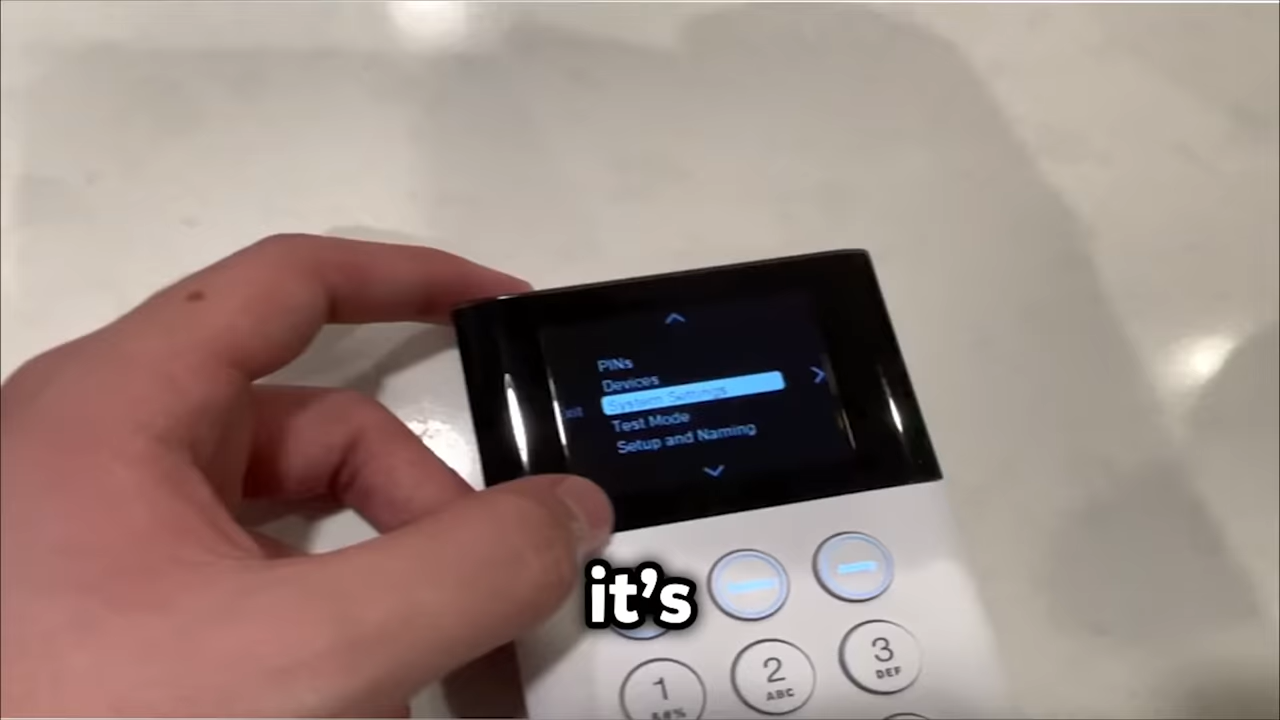 PINs
Devices
System Settings
Test Mode
Setup and Naming
it's
1
2
ABC
3
DEF